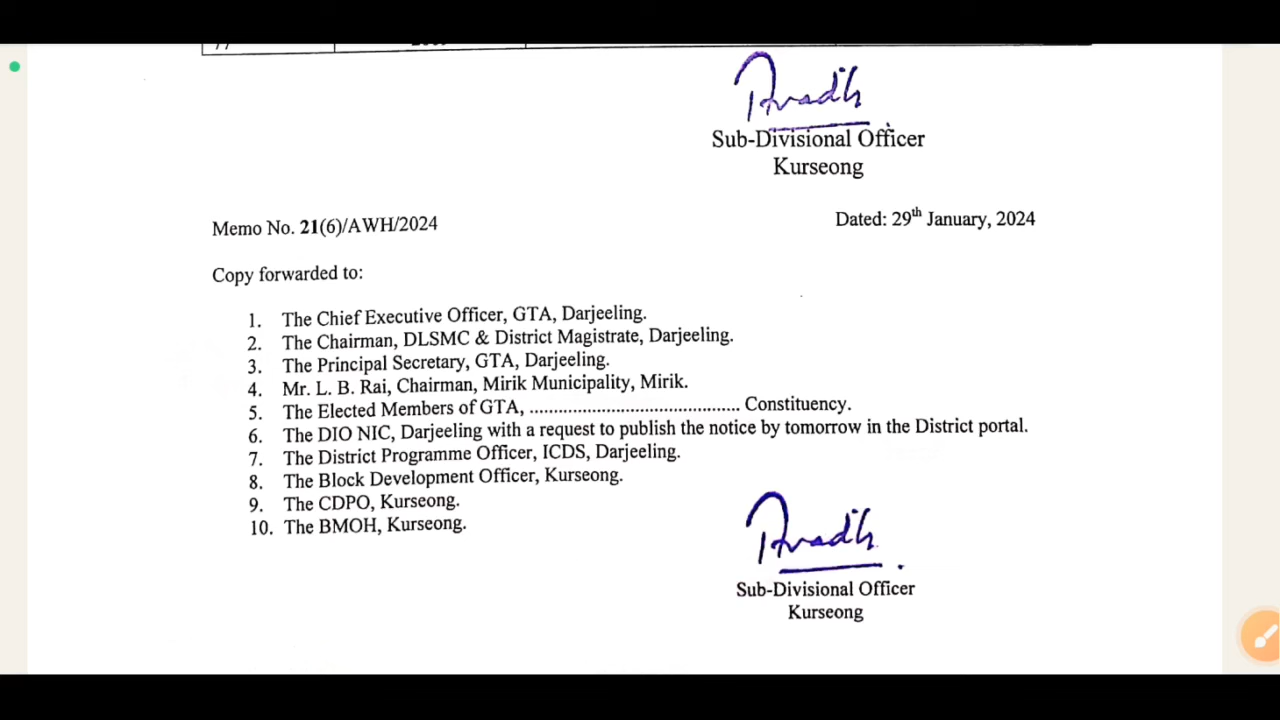 Sub-Divisional Officer
Kurseong
Memo No. 21(6)/AWH/2024
Dated: 29th January, 2024
Copy forwarded to:
1. The Chief Executive Officer, GTA, Darjeeling.
2. The Chairman, DLSMC & District Magistrate, Darjeeling.
3. The Principal Secretary, GTA, Darjeeling.
4. Mr. L. B. Rai, Chairman, Mirik Municipality, Mirik.
5. The Elected Members of GTA, ........................................... Constituency.
6. The DIO NIC, Darjeeling with a request to publish the notice by tomorrow in the District portal.
7. The District Programme Officer, ICDS, Darjeeling.
8. The Block Development Officer, Kurseong.
9. The CDPO, Kurseong.
10. The BMOH, Kurseong.
Sub-Divisional Officer
Kurseong